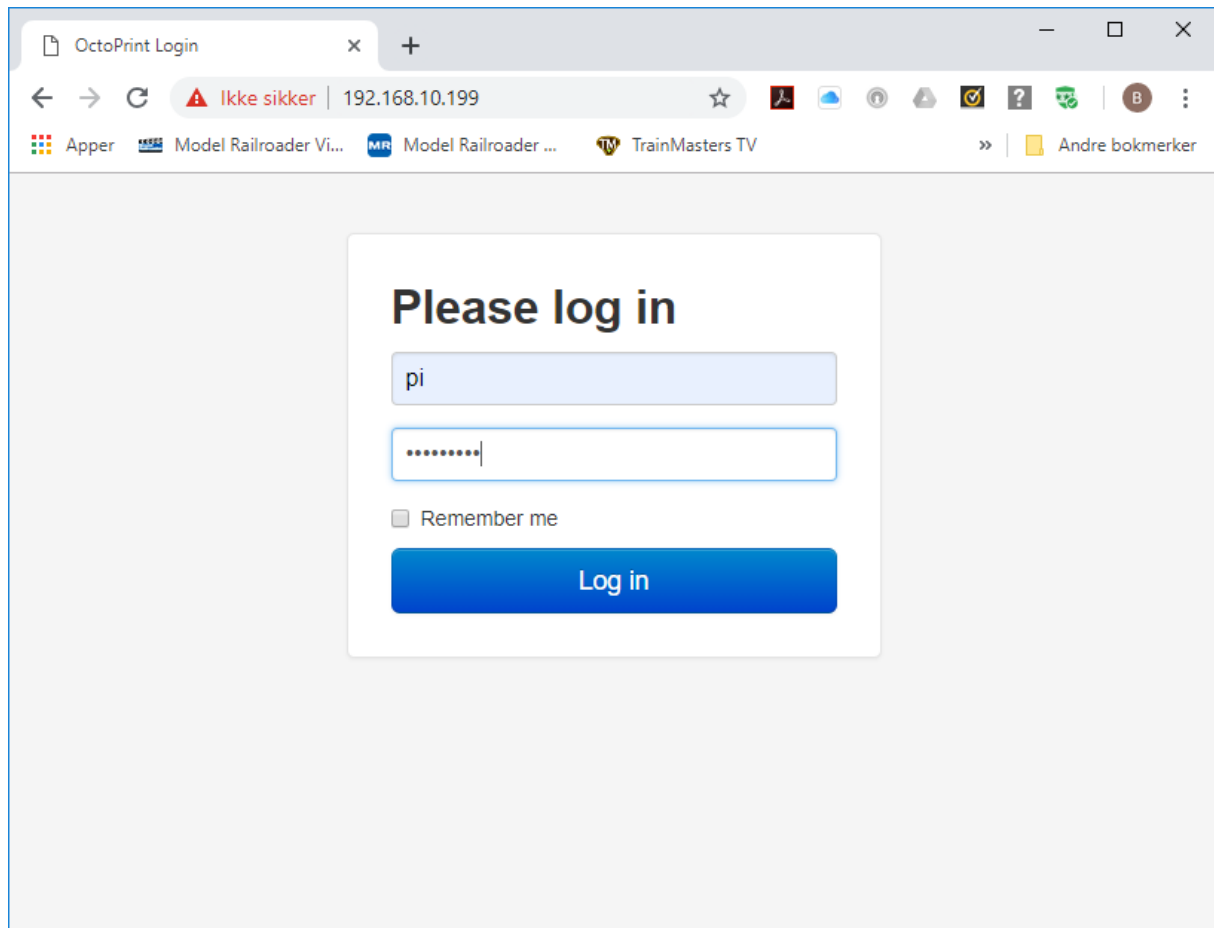 OctoPrint Login
Ikke sikker 192.168.10.199
B
Apper Model Railroader Vi... MR Model Railroader ... TM TrainMasters TV » Andre bokmerker
Please log in
pi
•••••••••
Remember me
Log in